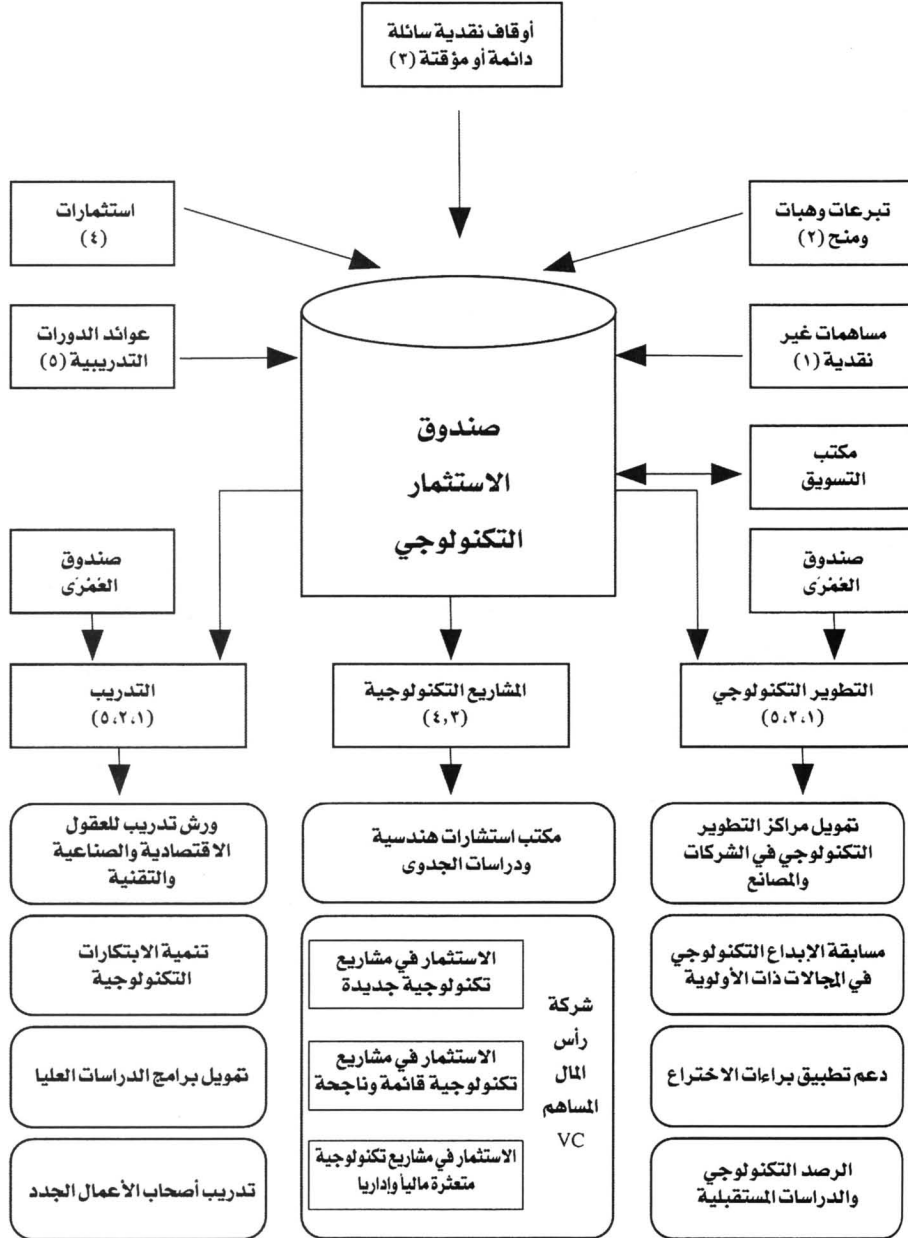 أوقاف نقدية سائلة
دائمة أو مؤقتة (٣)
تبرعات وهبات
ومنح (٢)
استثمارات
(٤)
مساهمات غير
نقدية (١)
عوائد الدورات
التدريبية (٥)
صندوق
الاستثمار
التكنولوجي
مكتب
التسويق
صندوق
العُمْرَى
صندوق
العُمْرَى
التطوير التكنولوجي
(٥،٢،١)
المشاريع التكنولوجية
(٤,٣)
التدريب
(٥،٢،١)
تمويل مراكز التطوير
التكنولوجي في الشركات
والمصانع
مسابقة الإبداع التكنولوجي
في المجالات ذات الأولوية
دعم تطبيق براءات الاختراع
الرصد التكنولوجي
والدراسات المستقبلية
مكتب استشارات هندسية
ودراسات الجدوى
شركة
رأس
المال
المساهم
VC
الاستثمار في مشاريع
تكنولوجية جديدة
الاستثمار في مشاريع
تكنولوجية قائمة وناجحة
الاستثمار في مشاريع تكنولوجية
متعثرة مالياً وإداريا
ورش تدريب للعقول
الاقتصادية والصناعية
والتقنية
تنمية الابتكارات
التكنولوجية
تمويل برامج الدراسات العليا
تدريب أصحاب الأعمال الجدد